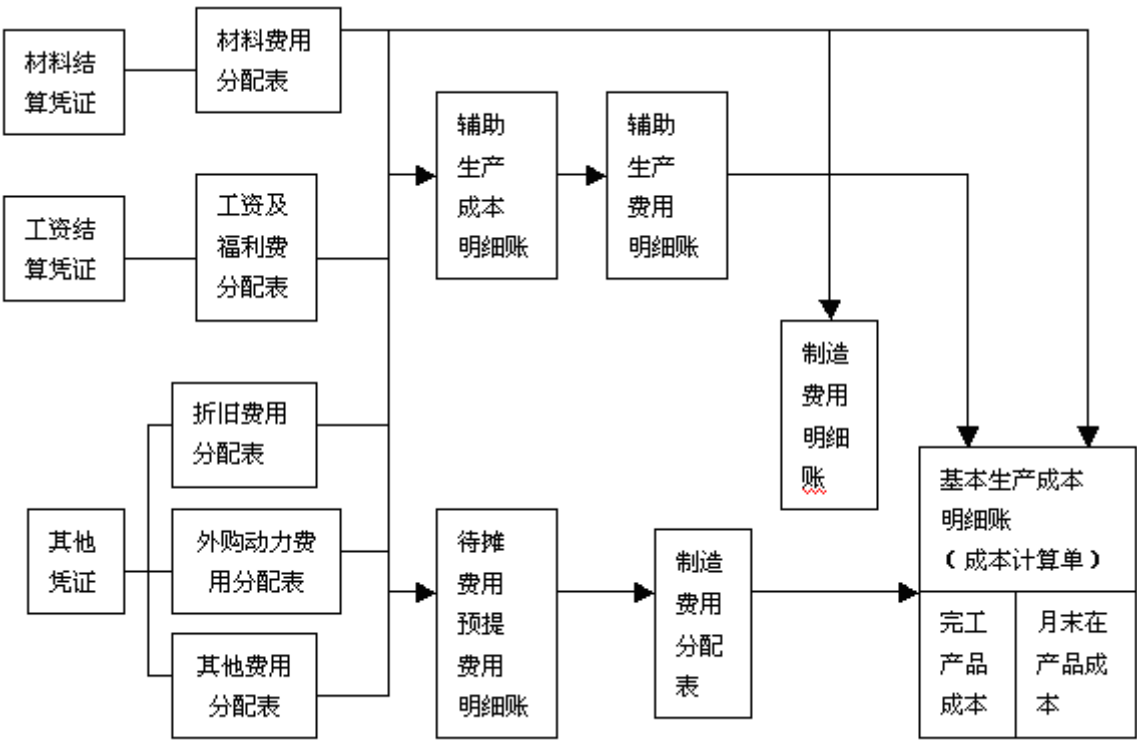 材料结
算凭证
材料费用
分配表
工资结
算凭证
工资及
福利费
分配表
其他
凭证
折旧费用
分配表
外购动力费
用分配表
其他费用
分配表
辅助
生产
成本
明细账
辅助
生产
费用
明细账
待摊
费用
预提
费用
明细账
制造
费用
分配
表
制造
费用
明细
账
基本生产成本
明细账
（成本计算单）
完工
产品
成本
月末在
产品成
本